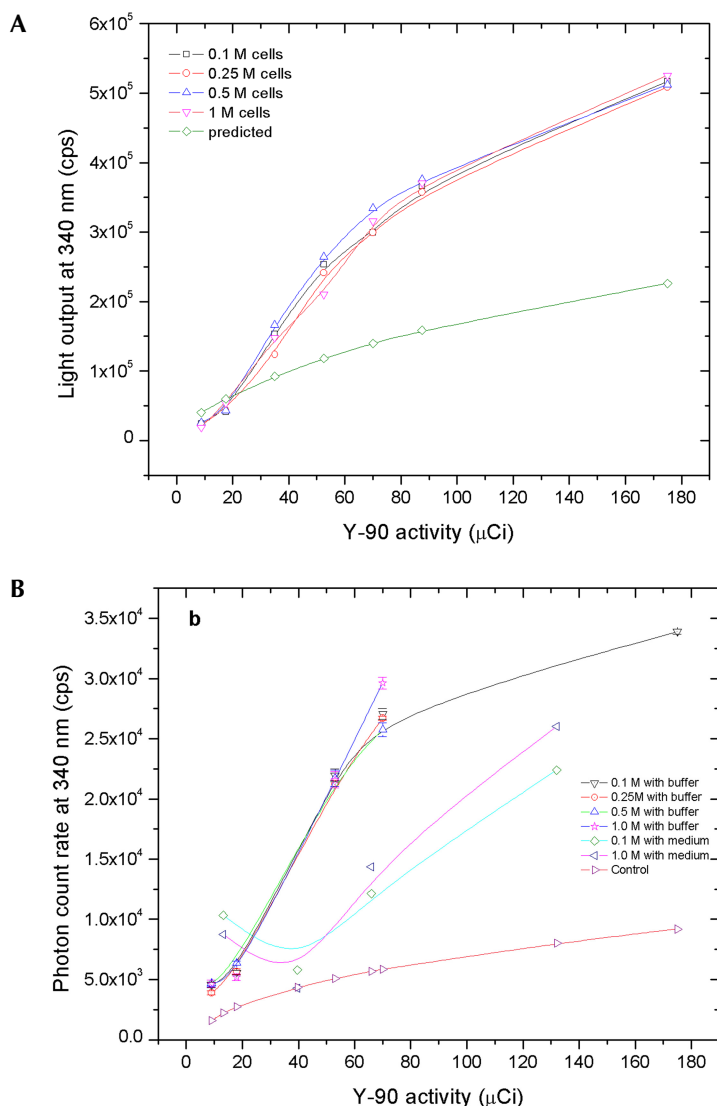 A
6x10⁵
5x10⁵
4x10⁵
3x10⁵
2x10⁵
1x10⁵
0
Light output at 340 nm (cps)
0.1 M cells
0.25 M cells
0.5 M cells
1 M cells
predicted
0 20 40 60 80 100 120 140 160 180
Y-90 activity (μCi)
B
b
3.5x10⁴
3.0x10⁴
2.5x10⁴
2.0x10⁴
1.5x10⁴
1.0x10⁴
5.0x10³
0.0
Photon count rate at 340 nm (cps)
0.1 M with buffer
0.25M with buffer
0.5 M with buffer
1.0 M with buffer
0.1 M with medium
1.0 M with medium
Control
0 20 40 60 80 100 120 140 160 180
Y-90 activity (μCi)